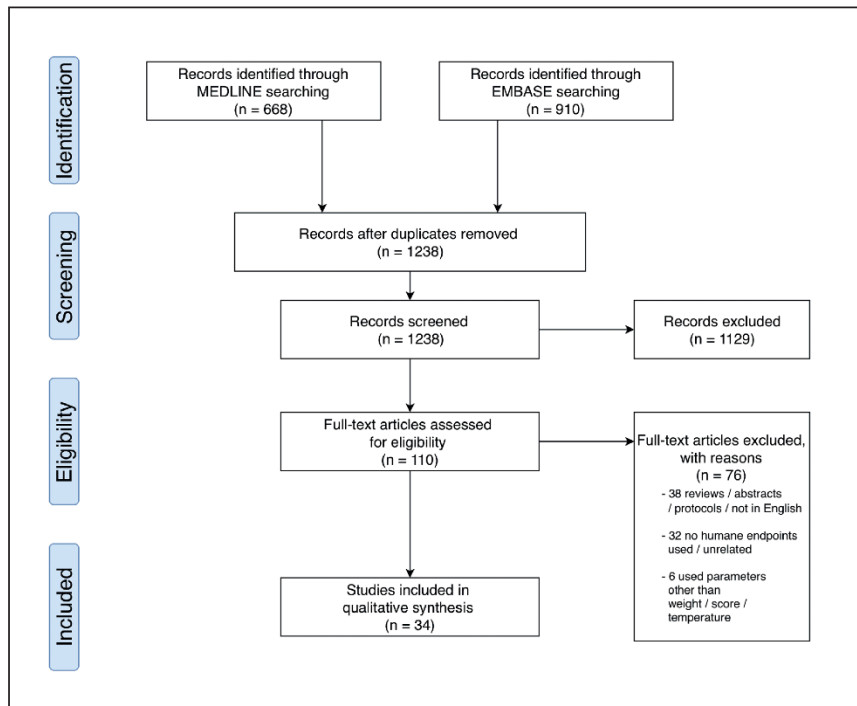 Identification
Records identified through
MEDLINE searching
(n = 668)
Records identified through
EMBASE searching
(n = 910)
Screening
Records after duplicates removed
(n = 1238)
Records screened
(n = 1238)
Records excluded
(n = 1129)
Eligibility
Full-text articles assessed
for eligibility
(n = 110)
Full-text articles excluded,
with reasons
(n = 76)
- 38 reviews / abstracts
/ protocols / not in English
- 32 no humane endpoints
used / unrelated
- 6 used parameters
other than
weight / score /
temperature
Included
Studies included in
qualitative synthesis
(n = 34)